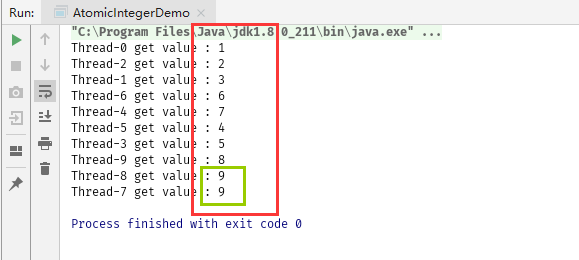 Run: AtomicIntegerDemo ×
"C:\Program Files\Java\jdk1.8.0_211\bin\java.exe" ...
Thread-0 get value : 1
Thread-2 get value : 2
Thread-1 get value : 3
Thread-6 get value : 6
Thread-4 get value : 7
Thread-5 get value : 4
Thread-3 get value : 5
Thread-9 get value : 8
Thread-8 get value : 9
Thread-7 get value : 9
Process finished with exit code 0